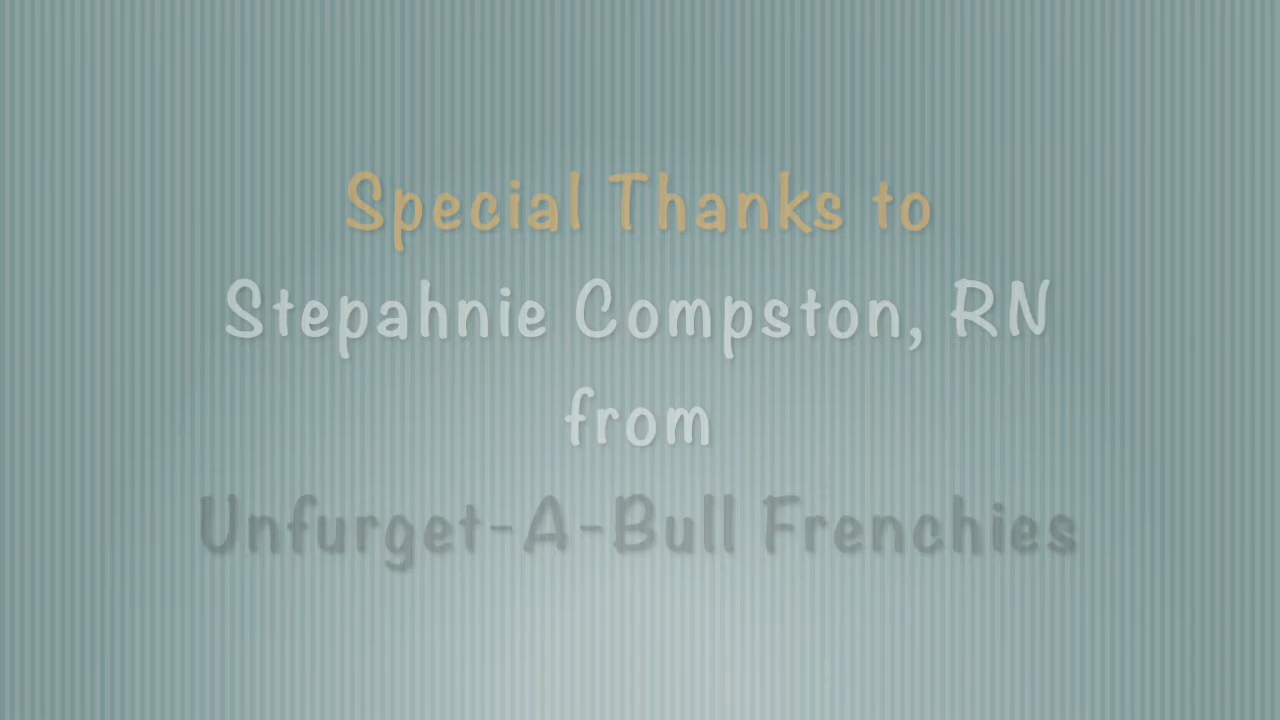 Special Thanks to
Stepahnie Compston, RN
from
Unfurget-A-Bull Frenchies